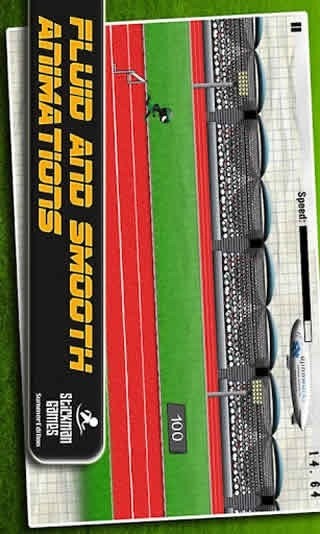 Speed:
14.64
100
FLUID AND SMOOTH
ANIMATIONS
Stickman
Games
Summer Edition